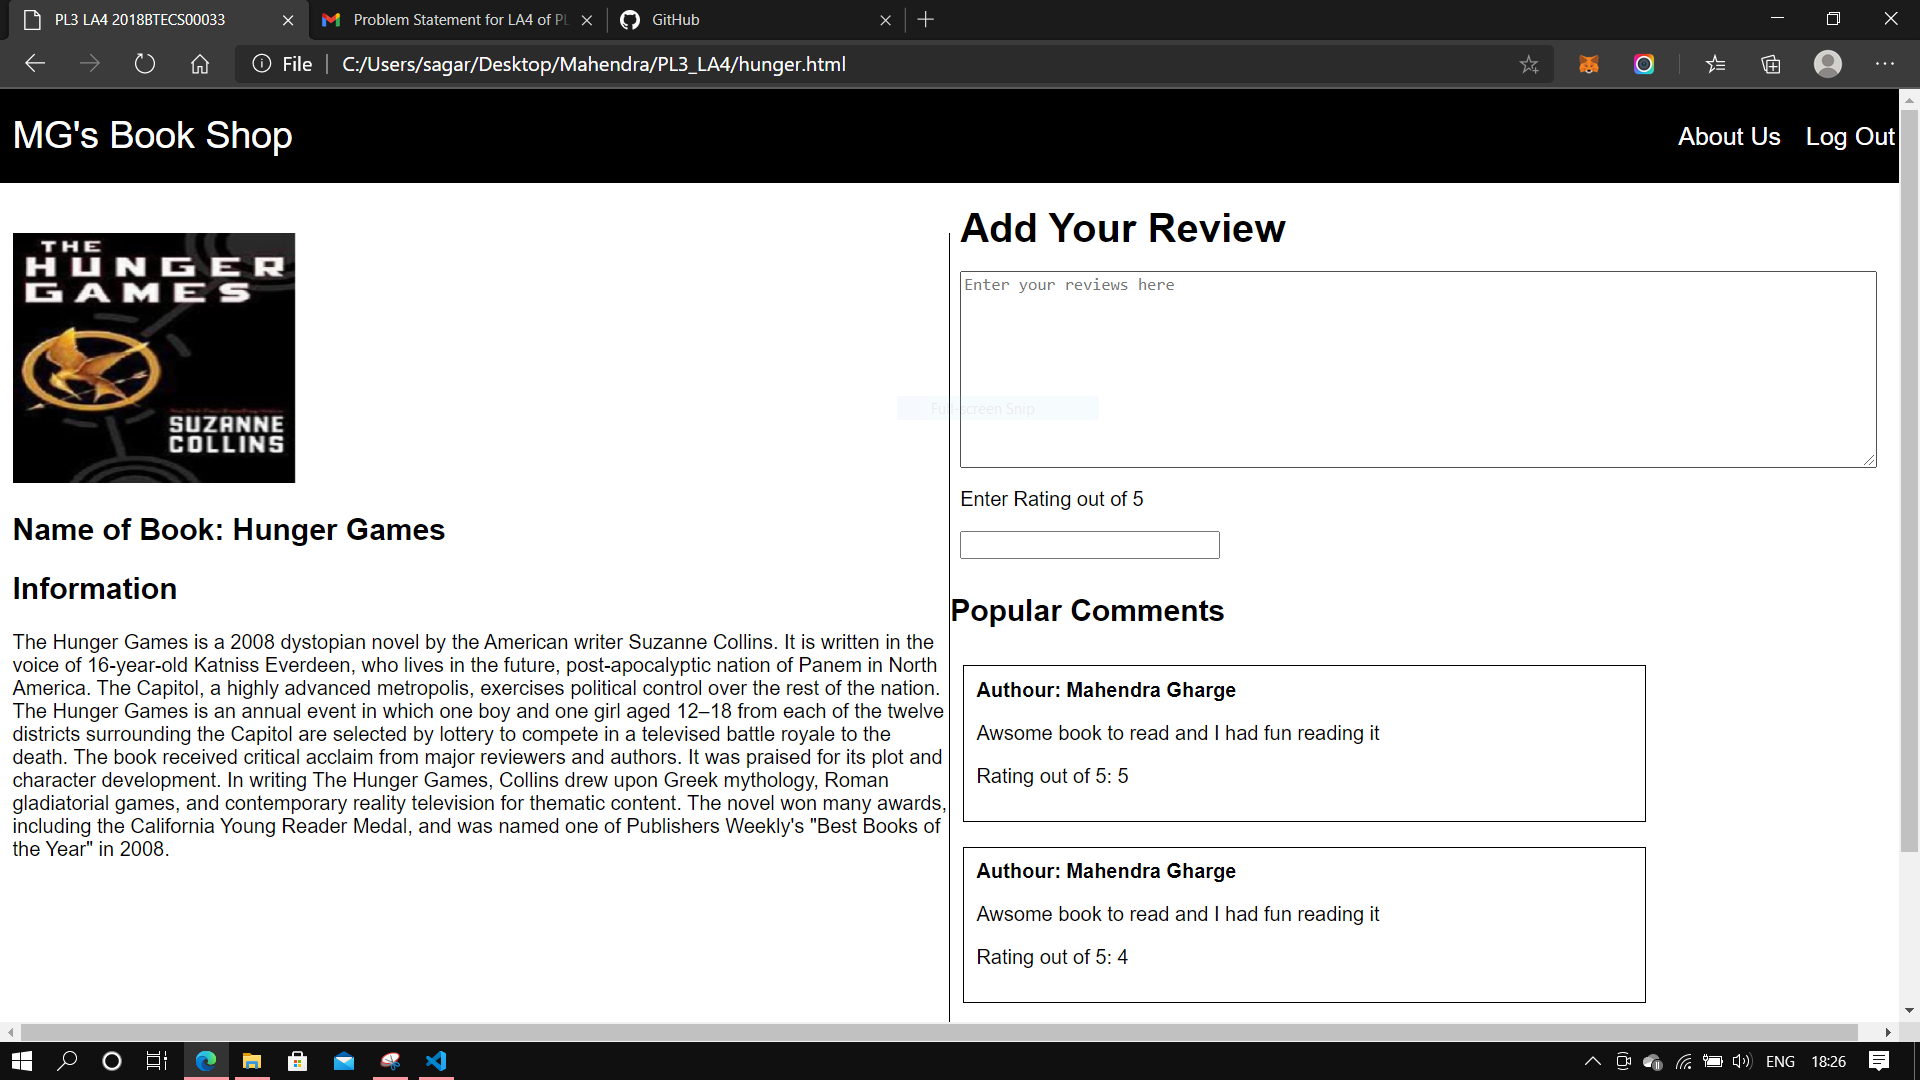 PL3 LA4 2018BTECS00033
Problem Statement for LA4 of PL
GitHub
File
C:/Users/sagar/Desktop/Mahendra/PL3_LA4/hunger.html
MG's Book Shop
About Us
Log Out
THE
HUNGER
GAMES
SUZANNE
COLLINS
Name of Book: Hunger Games
Information
The Hunger Games is a 2008 dystopian novel by the American writer Suzanne Collins. It is written in the
voice of 16-year-old Katniss Everdeen, who lives in the future, post-apocalyptic nation of Panem in North
America. The Capitol, a highly advanced metropolis, exercises political control over the rest of the nation.
The Hunger Games is an annual event in which one boy and one girl aged 12–18 from each of the twelve
districts surrounding the Capitol are selected by lottery to compete in a televised battle royale to the
death. The book received critical acclaim from major reviewers and authors. It was praised for its plot and
character development. In writing The Hunger Games, Collins drew upon Greek mythology, Roman
gladiatorial games, and contemporary reality television for thematic content. The novel won many awards,
including the California Young Reader Medal, and was named one of Publishers Weekly's "Best Books of
the Year" in 2008.
Add Your Review
Enter your reviews here
Full-screen Snip
Enter Rating out of 5
Popular Comments
Authour: Mahendra Gharge
Awsome book to read and I had fun reading it
Rating out of 5: 5
Authour: Mahendra Gharge
Awsome book to read and I had fun reading it
Rating out of 5: 4
ENG
18:26